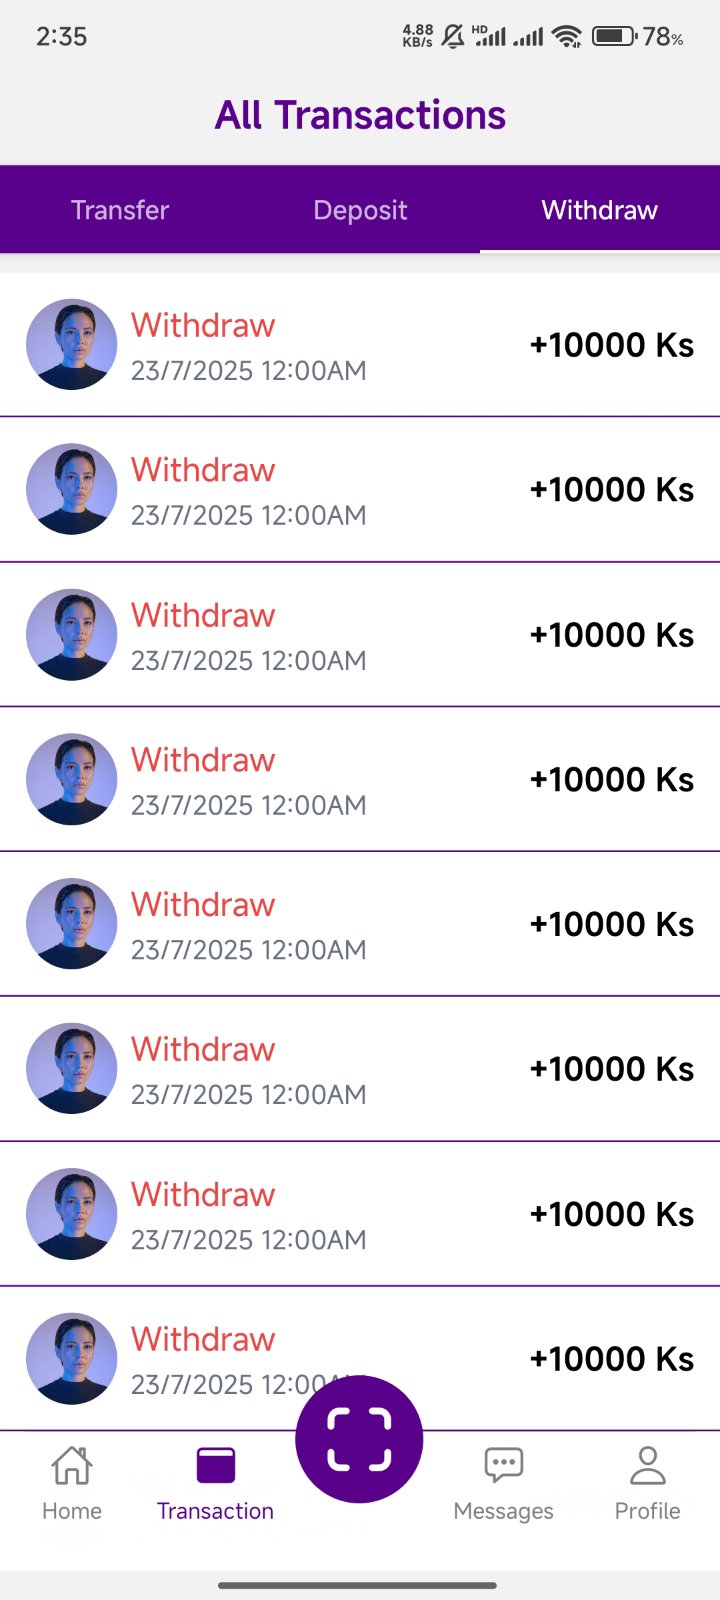 2:35
4.88
KB/s
HD
78%
All Transactions
Transfer
Deposit
Withdraw
Withdraw
+10000 Ks
23/7/2025 12:00AM
Withdraw
+10000 Ks
23/7/2025 12:00AM
Withdraw
+10000 Ks
23/7/2025 12:00AM
Withdraw
+10000 Ks
23/7/2025 12:00AM
Withdraw
+10000 Ks
23/7/2025 12:00AM
Withdraw
+10000 Ks
23/7/2025 12:00AM
Withdraw
+10000 Ks
23/7/2025 12:00AM
Withdraw
+10000 Ks
23/7/2025 12:00
Home
Transaction
Messages
Profile